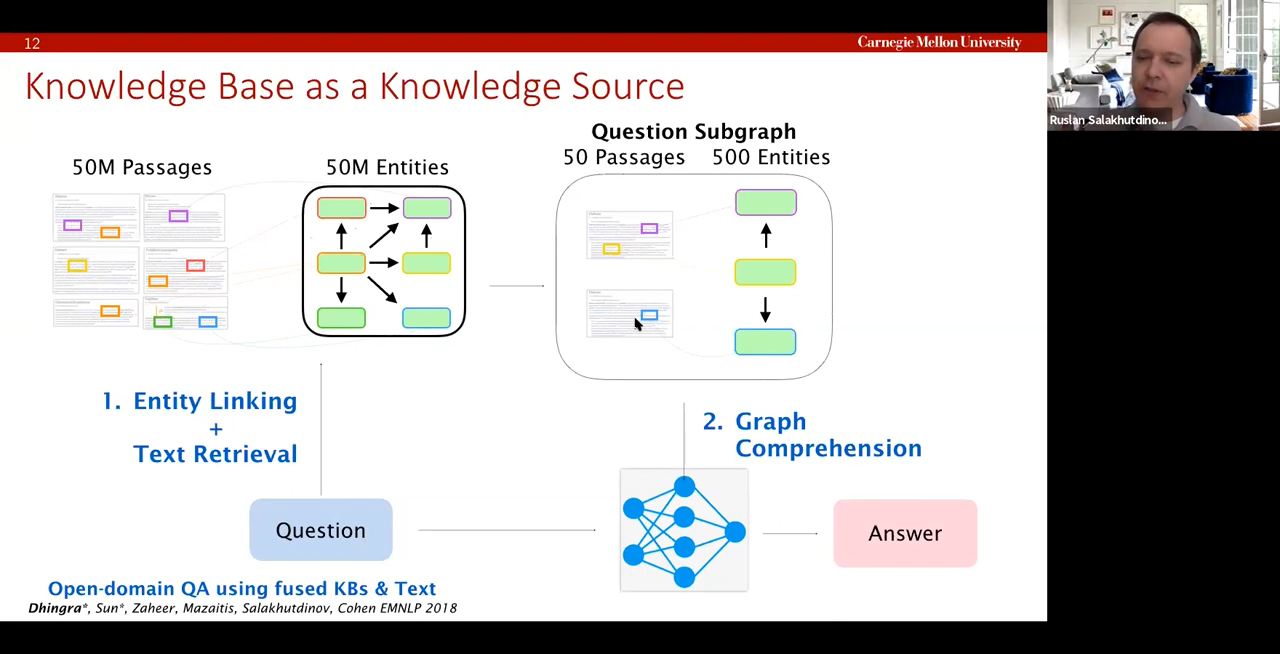 12
Carnegie Mellon University
Knowledge Base as a Knowledge Source
Question Subgraph
50M Passages
50M Entities
50 Passages
500 Entities
1. Entity Linking
+
Text Retrieval
2. Graph
Comprehension
Question
Answer
Open-domain QA using fused KBs & Text
Dhingra*, Sun*, Zaheer, Mazaitis, Salakhutdinov, Cohen EMNLP 2018
Ruslan Salakhutdino...